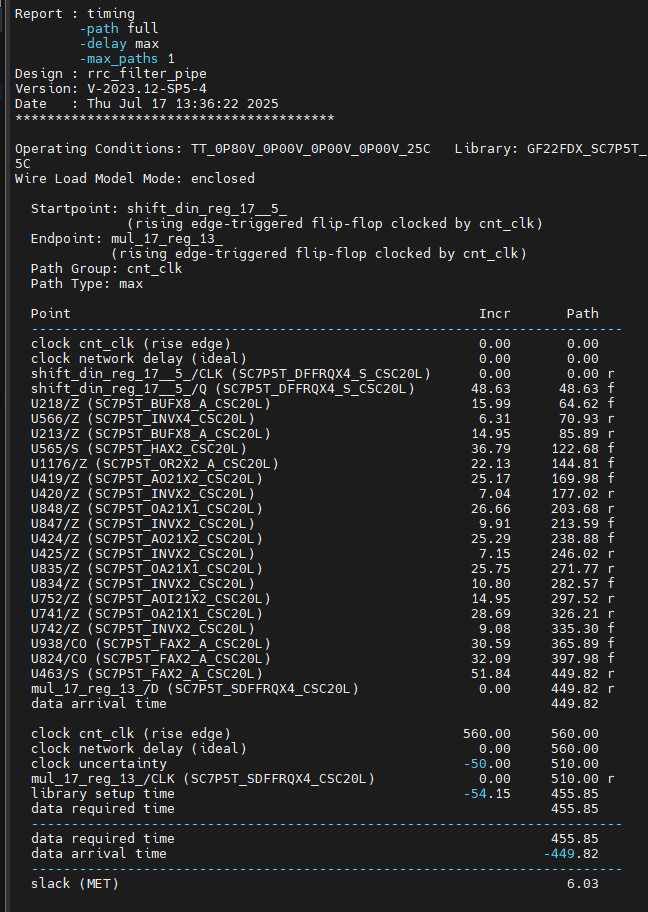 Report : timing
        -path full
        -delay max
        -max_paths 1
Design : rrc_filter_pipe
Version: V-2023.12-SP5-4
Date   : Thu Jul 17 13:36:22 2025
****************************************
Operating Conditions: TT_0P80V_0P00V_0P00V_0P00V_25C   Library: GF22FDX_SC7P5T_
5C
Wire Load Model Mode: enclosed
  Startpoint: shift_din_reg_17__5_
              (rising edge-triggered flip-flop clocked by cnt_clk)
  Endpoint: mul_17_reg_13_
            (rising edge-triggered flip-flop clocked by cnt_clk)
  Path Group: cnt_clk
  Path Type: max
  Point                                                   Incr       Path
  --------------------------------------------------------------------------
  clock cnt_clk (rise edge)                               0.00       0.00
  clock network delay (ideal)                             0.00       0.00
  shift_din_reg_17__5_/CLK (SC7P5T_DFFRQX4_S_CSC20L)      0.00       0.00 r
  shift_din_reg_17__5_/Q (SC7P5T_DFFRQX4_S_CSC20L)       48.63      48.63 f
  U218/Z (SC7P5T_BUFX8_A_CSC20L)                         15.99      64.62 f
  U566/Z (SC7P5T_INVX4_CSC20L)                            6.31      70.93 r
  U213/Z (SC7P5T_BUFX8_A_CSC20L)                         14.95      85.89 r
  U565/S (SC7P5T_HAX2_CSC20L)                            36.79     122.68 f
  U1176/Z (SC7P5T_OR2X2_A_CSC20L)                        22.13     144.81 f
  U419/Z (SC7P5T_AO21X2_CSC20L)                          25.17     169.98 f
  U420/Z (SC7P5T_INVX2_CSC20L)                            7.04     177.02 r
  U848/Z (SC7P5T_OA21X1_CSC20L)                          26.66     203.68 r
  U847/Z (SC7P5T_INVX2_CSC20L)                            9.91     213.59 f
  U424/Z (SC7P5T_AO21X2_CSC20L)                          25.29     238.88 f
  U425/Z (SC7P5T_INVX2_CSC20L)                            7.15     246.02 r
  U835/Z (SC7P5T_OA21X1_CSC20L)                          25.75     271.77 r
  U834/Z (SC7P5T_INVX2_CSC20L)                           10.80     282.57 f
  U752/Z (SC7P5T_AOI21X2_CSC20L)                         14.95     297.52 r
  U741/Z (SC7P5T_OA21X1_CSC20L)                          28.69     326.21 r
  U742/Z (SC7P5T_INVX2_CSC20L)                            9.08     335.30 f
  U938/CO (SC7P5T_FAX2_A_CSC20L)                         30.59     365.89 f
  U824/CO (SC7P5T_FAX2_A_CSC20L)                         32.09     397.98 f
  U463/S (SC7P5T_FAX2_A_CSC20L)                          51.84     449.82 r
  mul_17_reg_13_/D (SC7P5T_SDFFRQX4_CSC20L)               0.00     449.82 r
  data arrival time                                                449.82
  clock cnt_clk (rise edge)                             560.00     560.00
  clock network delay (ideal)                             0.00     560.00
  clock uncertainty                                     -50.00     510.00
  mul_17_reg_13_/CLK (SC7P5T_SDFFRQX4_CSC20L)             0.00     510.00 r
  library setup time                                    -54.15     455.85
  data required time                                               455.85
  --------------------------------------------------------------------------
  data required time                                               455.85
  data arrival time                                               -449.82
  --------------------------------------------------------------------------
  slack (MET)                                                        6.03